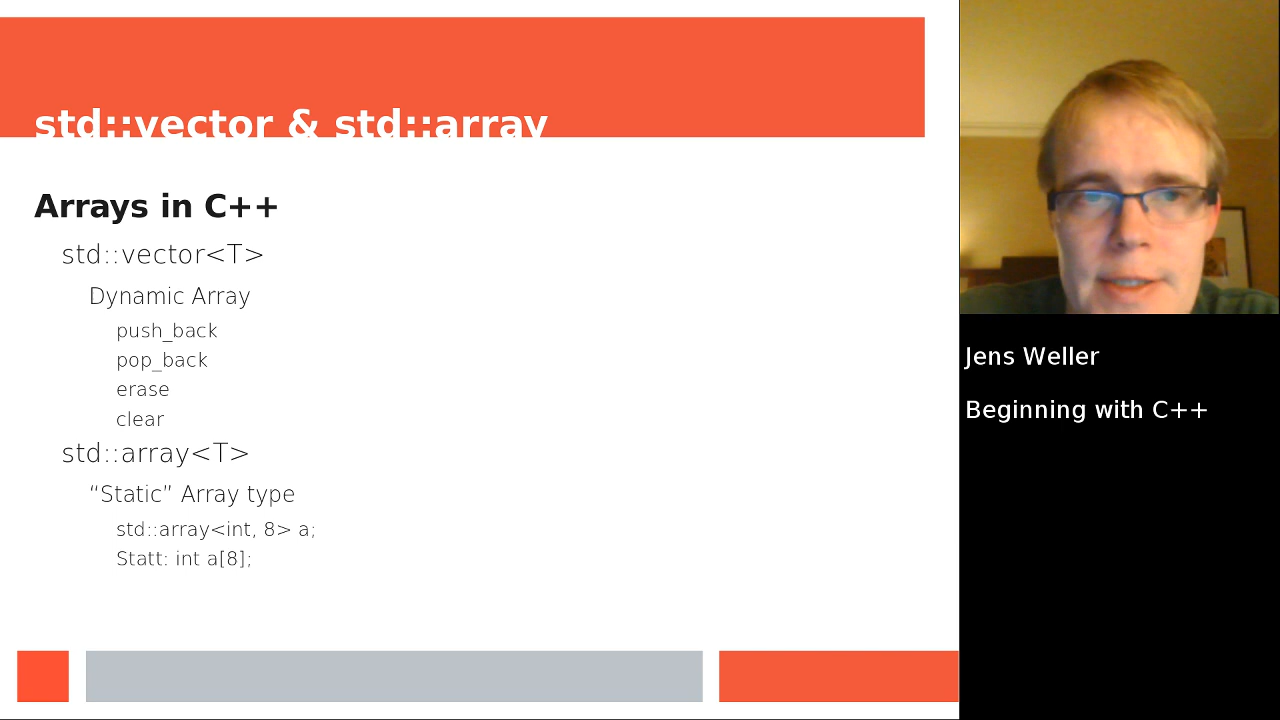 std::vector & std::array
Arrays in C++
std::vector<T>
Dynamic Array
push_back
pop_back
erase
clear
std::array<T>
“Static” Array type
std::array<int, 8> a;
Statt: int a[8];
Jens Weller
Beginning with C++